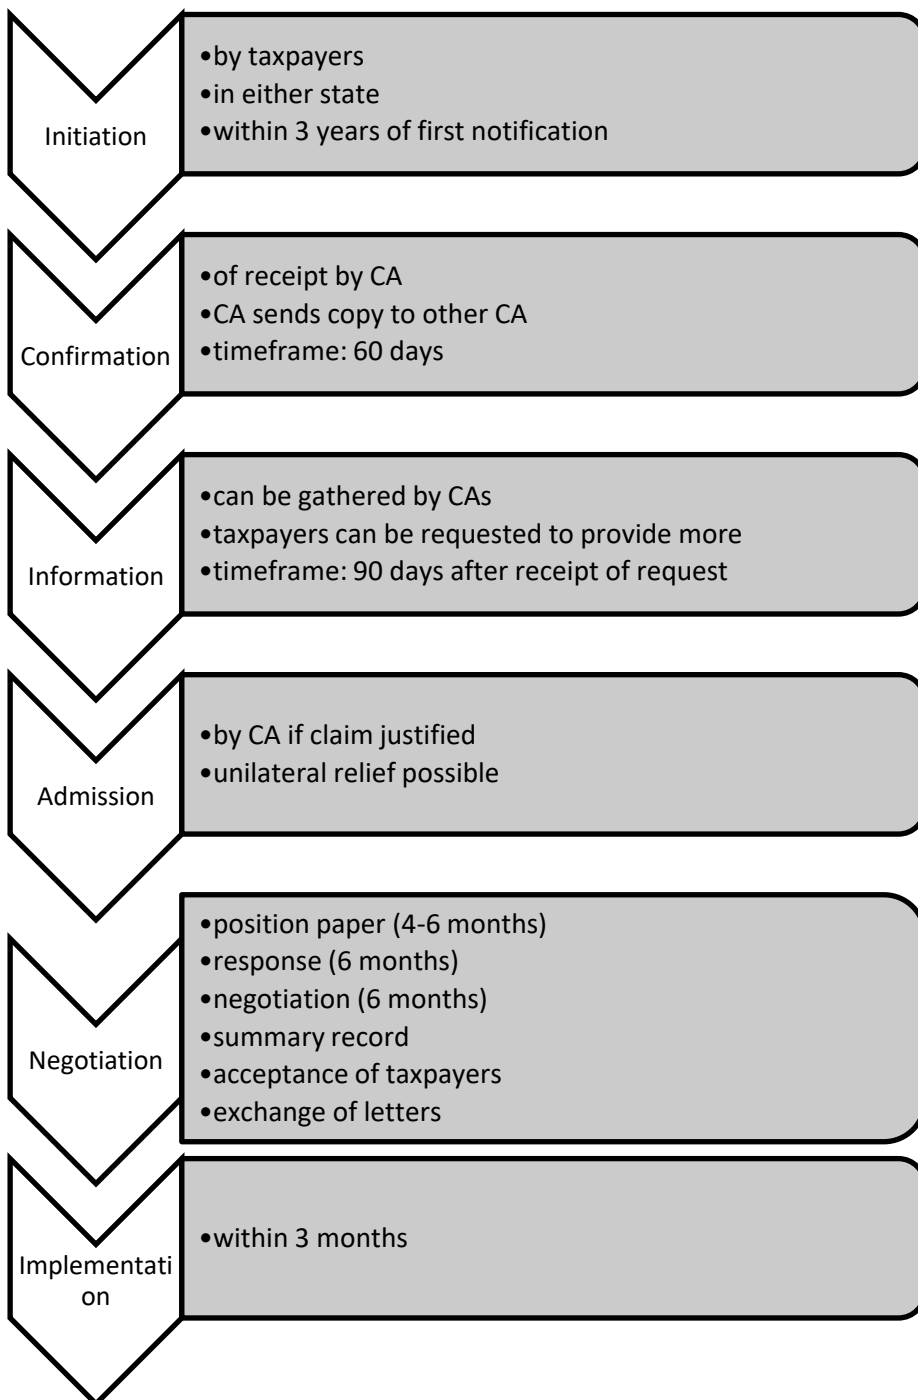 Initiation
•by taxpayers
•in either state
•within 3 years of first notification
Confirmation
•of receipt by CA
•CA sends copy to other CA
•timeframe: 60 days
Information
•can be gathered by CAs
•taxpayers can be requested to provide more
•timeframe: 90 days after receipt of request
Admission
•by CA if claim justified
•unilateral relief possible
Negotiation
•position paper (4-6 months)
•response (6 months)
•negotiation (6 months)
•summary record
•acceptance of taxpayers
•exchange of letters
Implementati
on
•within 3 months